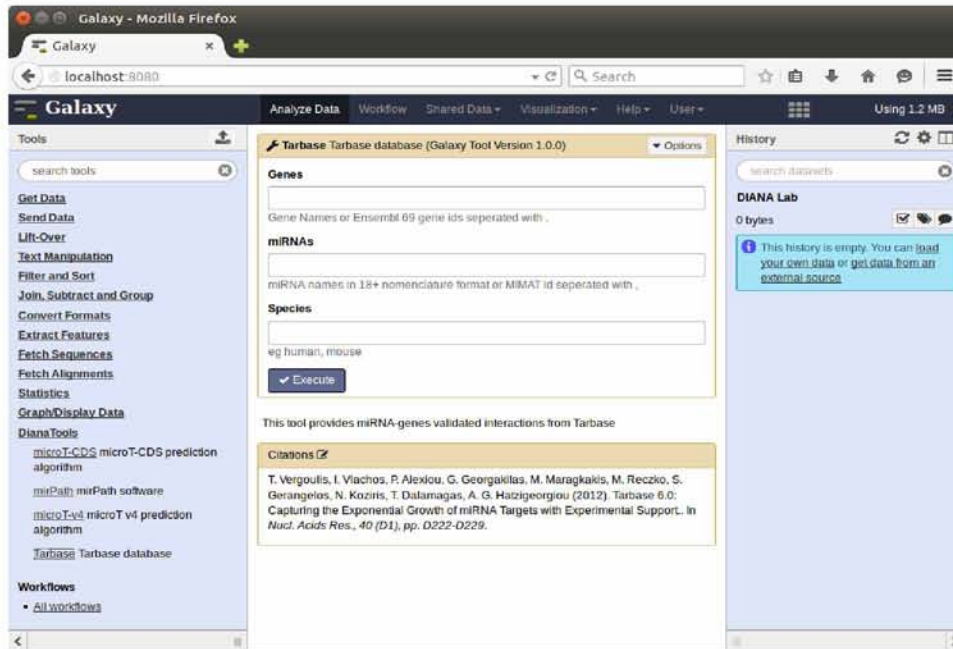 Galaxy - Mozilla Firefox
Galaxy
localhost:8080
Search
Galaxy
Analyze Data Workflow Shared Data Visualization Help User
Using 1.2 MB
Tools
search tools
Get Data
Send Data
Lift-Over
Text Manipulation
Filter and Sort
Join, Subtract and Group
Convert Formats
Extract Features
Fetch Sequences
Fetch Alignments
Statistics
Graph/Display Data
DianaTools
microT-CDS microT-CDS prediction
algorithm
mirPath mirPath software
microT-v4 microT v4 prediction
algorithm
Tarbase Tarbase database
Workflows
• All workflows
Tarbase Tarbase database (Galaxy Tool Version 1.0.0)
Options
Genes
Gene Names or Ensembl 69 gene ids seperated with .
miRNAs
miRNA names in 18+ nomenclature format or MIMAT id seperated with ,
Species
eg human, mouse
Execute
This tool provides miRNA-genes validated interactions from Tarbase
Citations
T. Vergoulis, I. Vlachos, P. Alexiou, G. Georgakilas, M. Maragkakis, M. Reczko, S.
Gerangelos, N. Koziris, T. Dalamagas, A. G. Hatzigeorgiou (2012). Tarbase 6.0:
Capturing the Exponential Growth of miRNA Targets with Experimental Support.. In
Nucl. Acids Res., 40 (D1), pp. D222-D229.
History
search datasets
DIANA Lab
0 bytes
This history is empty. You can load
your own data or get data from an
external source